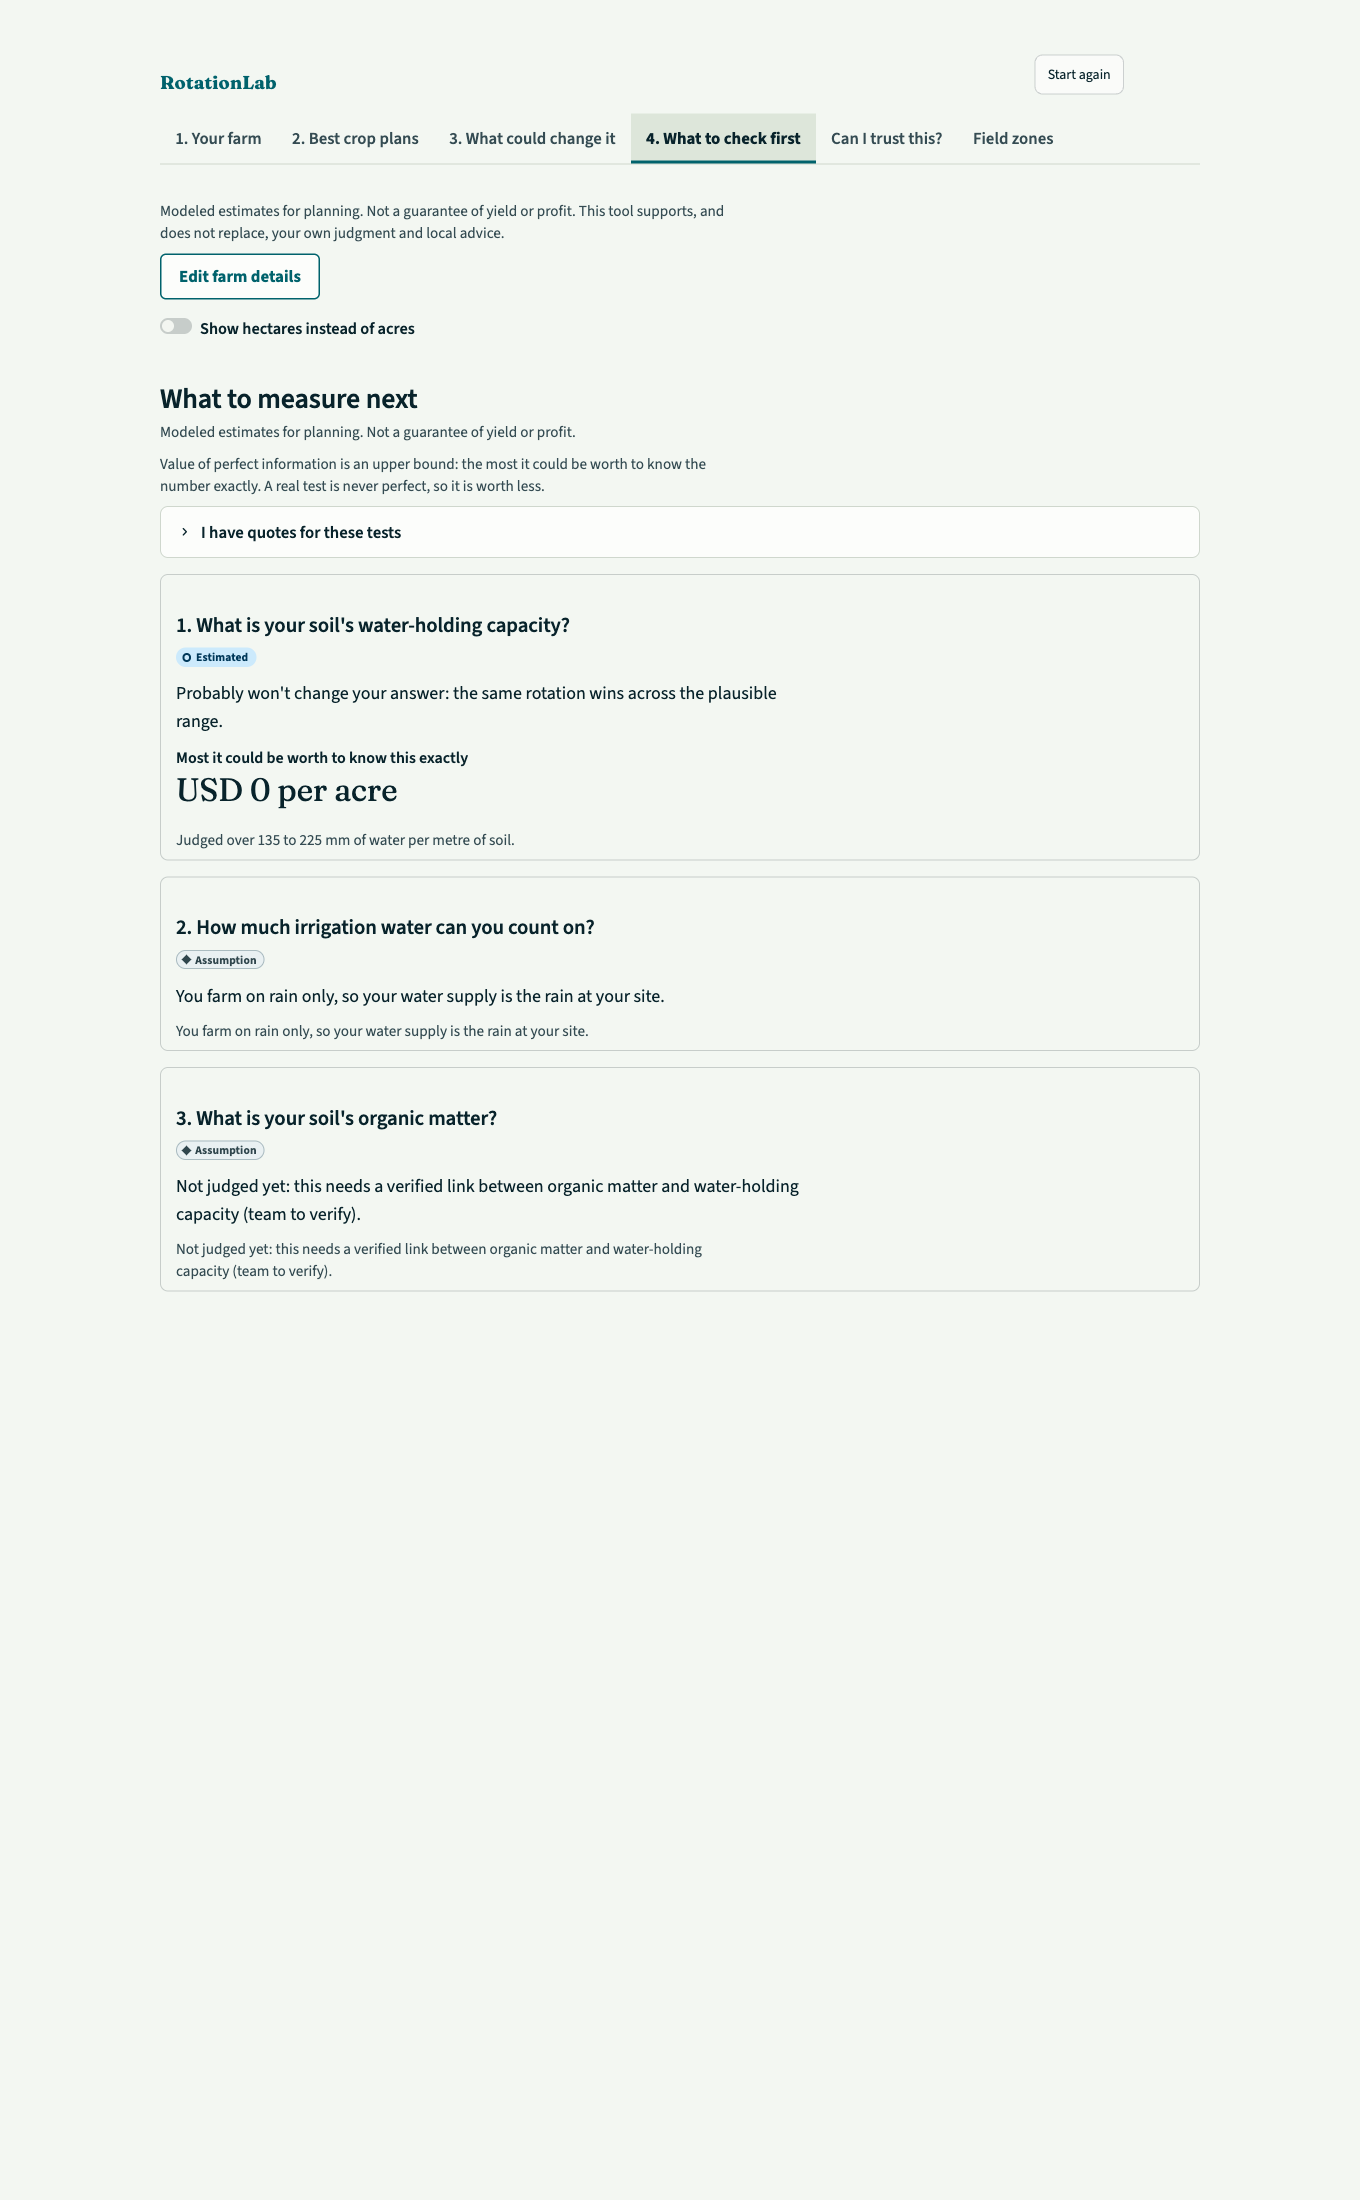 RotationLab
Start again
1. Your farm
2. Best crop plans
3. What could change it
4. What to check first
Can I trust this?
Field zones
Modeled estimates for planning. Not a guarantee of yield or profit. This tool supports, and
does not replace, your own judgment and local advice.
Edit farm details
Show hectares instead of acres
What to measure next
Modeled estimates for planning. Not a guarantee of yield or profit.
Value of perfect information is an upper bound: the most it could be worth to know the
number exactly. A real test is never perfect, so it is worth less.
I have quotes for these tests
1. What is your soil's water-holding capacity?
Estimated
Probably won't change your answer: the same rotation wins across the plausible
range.
Most it could be worth to know this exactly
USD 0 per acre
Judged over 135 to 225 mm of water per metre of soil.
2. How much irrigation water can you count on?
Assumption
You farm on rain only, so your water supply is the rain at your site.
You farm on rain only, so your water supply is the rain at your site.
3. What is your soil's organic matter?
Assumption
Not judged yet: this needs a verified link between organic matter and water-holding
capacity (team to verify).
Not judged yet: this needs a verified link between organic matter and water-holding
capacity (team to verify).